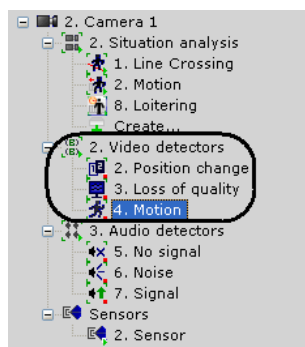 2. Camera 1
2. Situation analysis
1. Line Crossing
2. Motion
8. Loitering
Create...
2. Video detectors
2. Position change
3. Loss of quality
4. Motion
3. Audio detectors
5. No signal
6. Noise
7. Signal
Sensors
2. Sensor